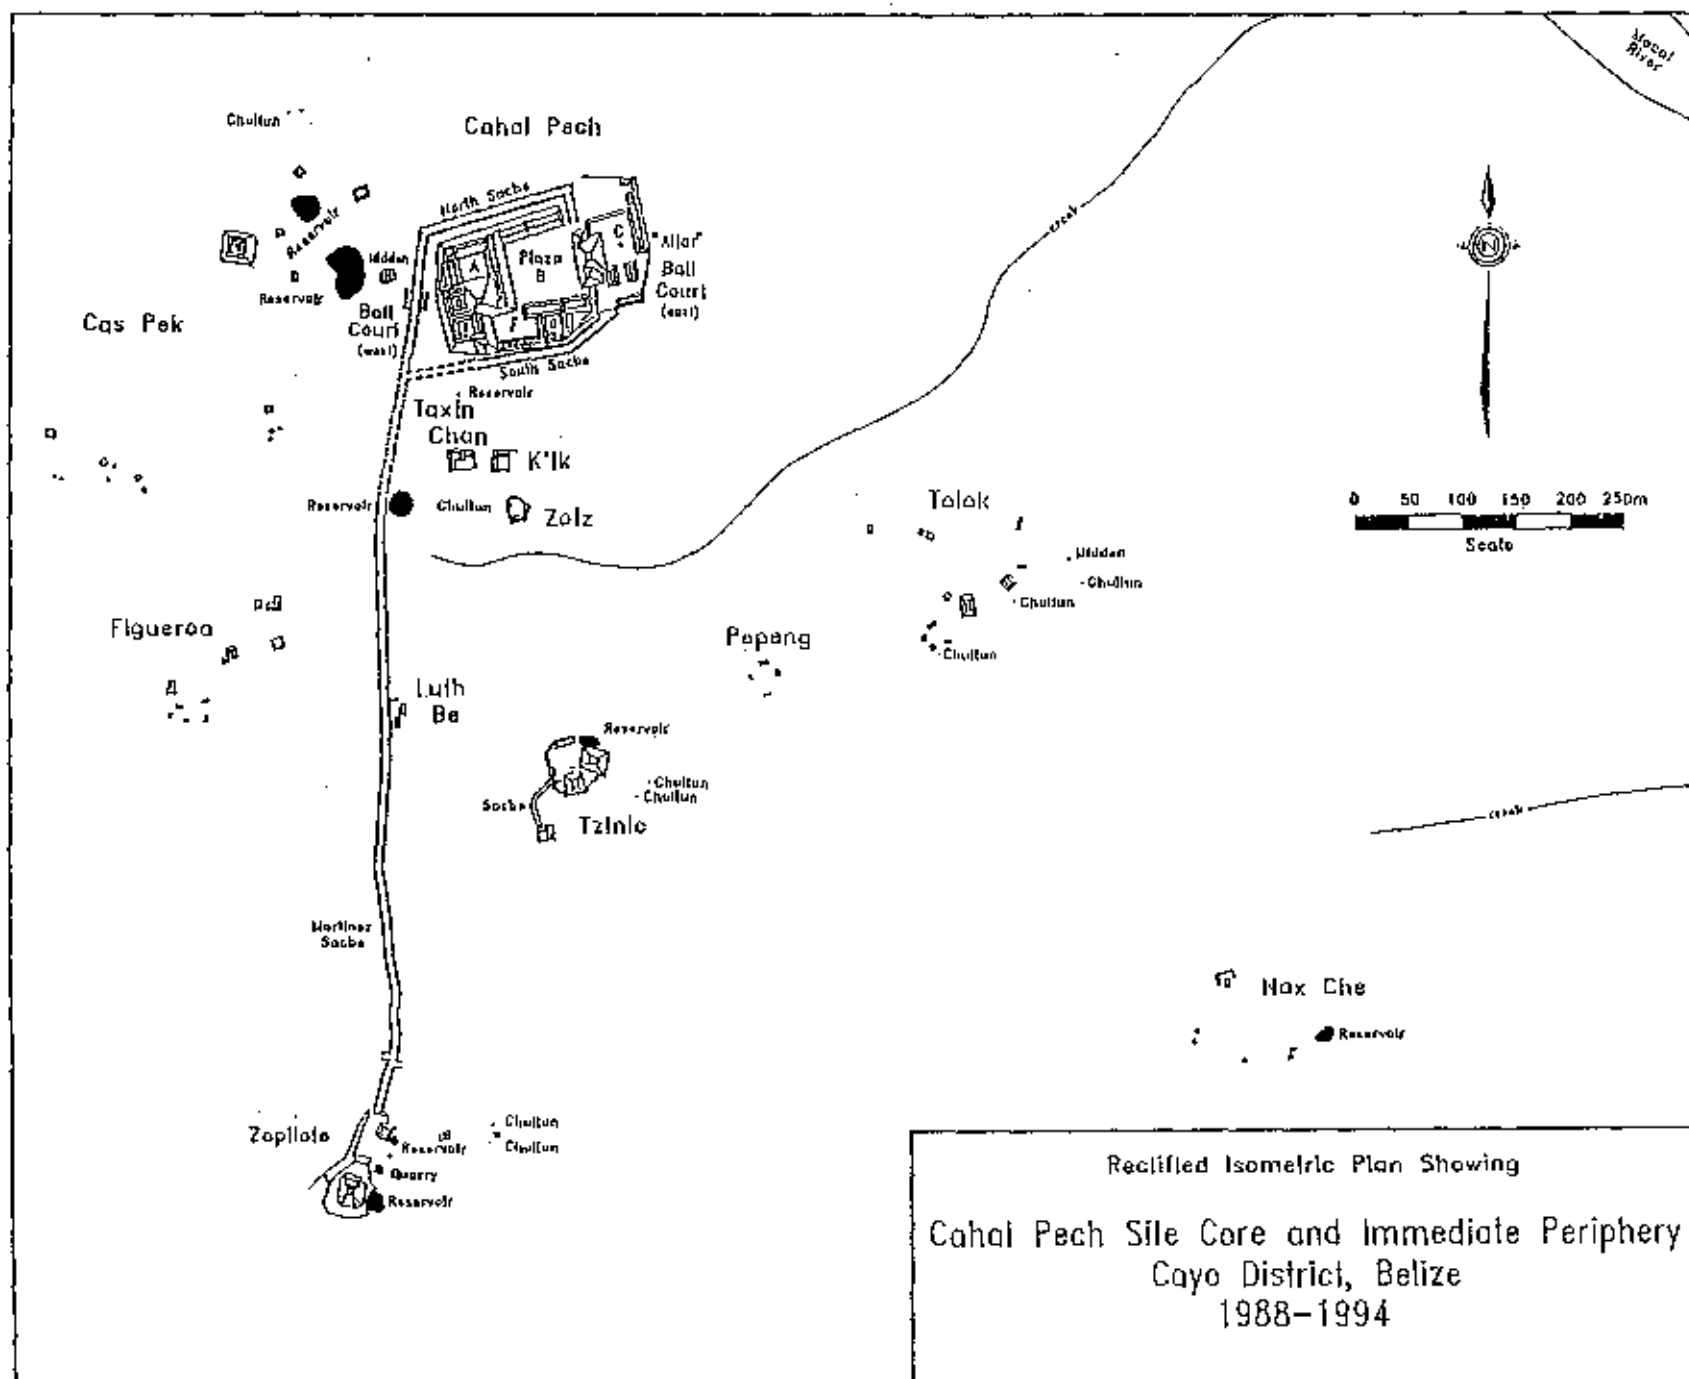 Macal
River
Chultun
Cahal Pech
North Sacbe
Reservoir
Midden
A
Plaza
B
C
"Altar"
Ball
Court
(east)
Reservoir
Ball
Court
(west)
Cas Pek
South Sacbe
Reservoir
creek
N
Taxin
Chan
K'ik
Reservoir
Chultun
Zotz
Tolok
0 50 100 150 200 250m
Scale
Midden
Chultun
Chultun
Chultun
Figueroa
Papang
Luth
Be
Reservoir
Chultun
Chultun
Sacbe
Tzinic
creek
Martinez
Sacbe
Nox Che
Reservoir
Zopilote
Chultun
Chultun
Reservoir
Quarry
Reservoir
Rectified Isometric Plan Showing
Cahal Pech Site Core and Immediate Periphery
Cayo District, Belize
1988-1994